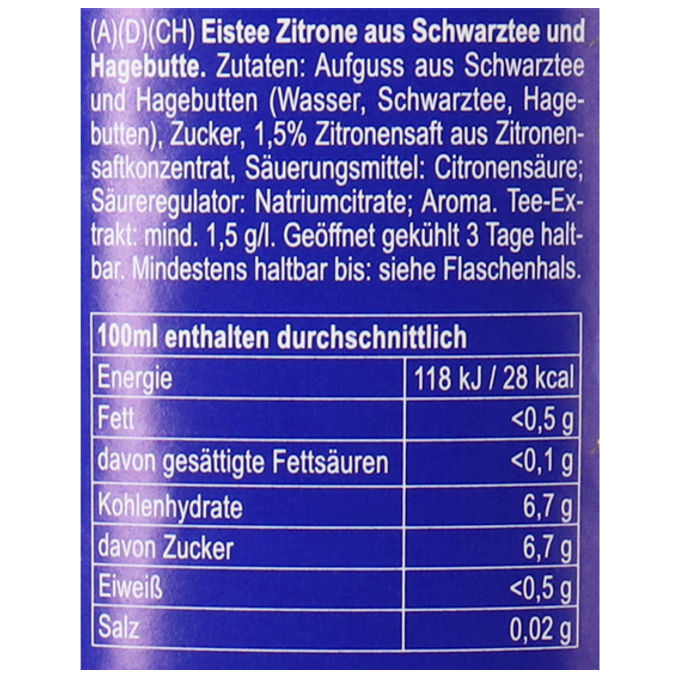 (A)(D)(CH) Eistee Zitrone aus Schwarztee und
Hagebutte. Zutaten: Aufguss aus Schwarztee
und Hagebutten (Wasser, Schwarztee, Hage-
butten), Zucker, 1,5% Zitronensaft aus Zitronen-
saftkonzentrat, Säuerungsmittel: Citronensäure;
Säureregulator: Natriumcitrate; Aroma. Tee-Ex-
trakt: mind. 1,5 g/l. Geöffnet gekühlt 3 Tage halt-
bar. Mindestens haltbar bis: siehe Flaschenhals.
100ml enthalten durchschnittlich
Energie 118 kJ / 28 kcal
Fett <0,5 g
davon gesättigte Fettsäuren <0,1 g
Kohlenhydrate 6,7 g
davon Zucker 6,7 g
Eiweiß <0,5 g
Salz 0,02 g